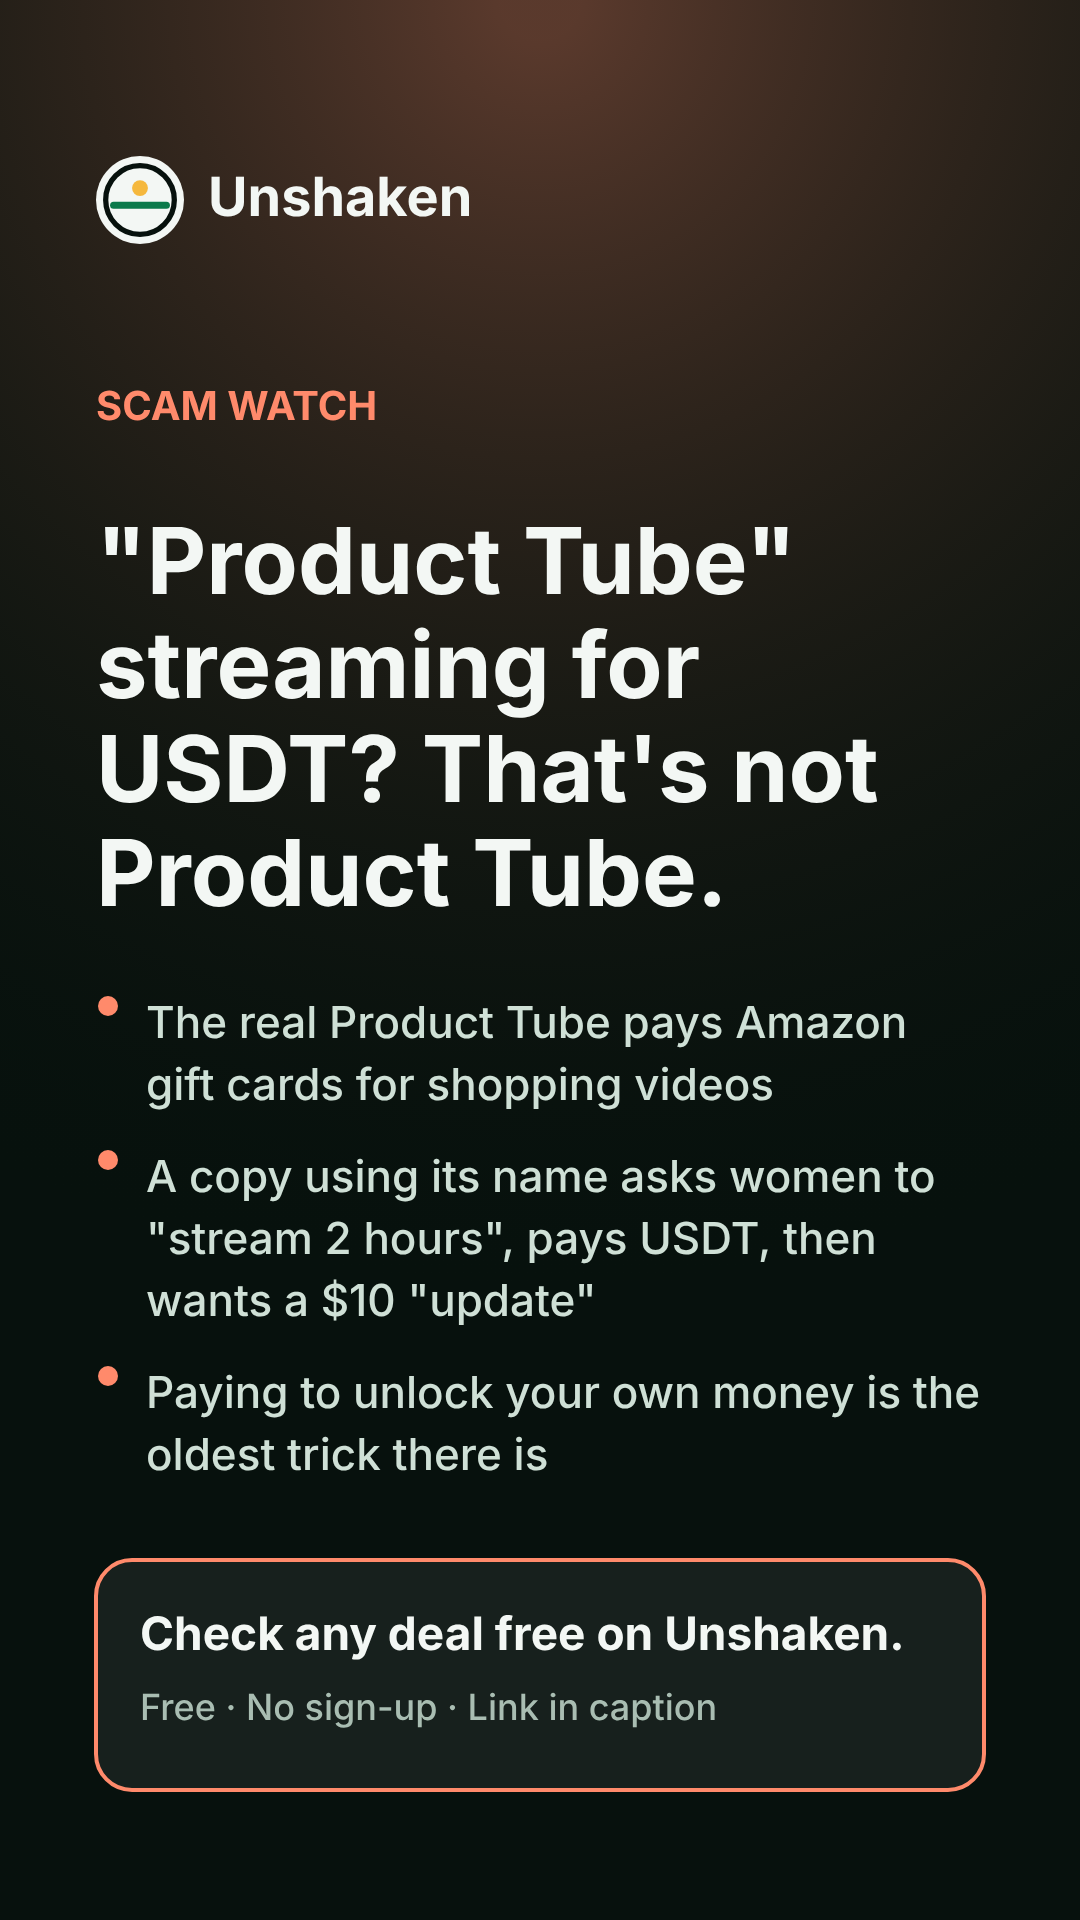 Unshaken
SCAM WATCH
"Product Tube"
streaming for
USDT? That's not
Product Tube.
The real Product Tube pays Amazon
gift cards for shopping videos
A copy using its name asks women to
"stream 2 hours", pays USDT, then
wants a $10 "update"
Paying to unlock your own money is the
oldest trick there is
Check any deal free on Unshaken.
Free · No sign-up · Link in caption